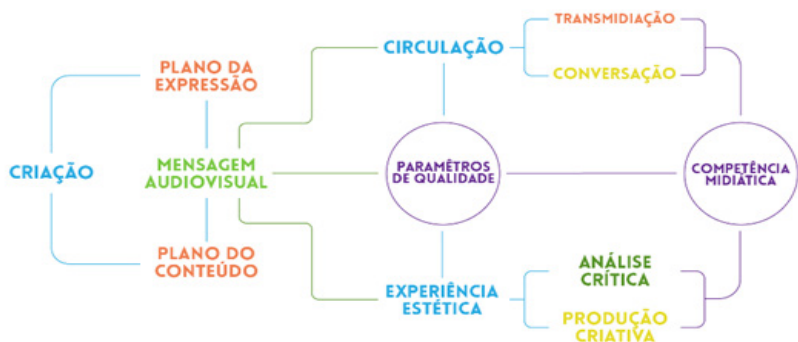 CRIAÇÃO
PLANO DA
EXPRESSÃO
MENSAGEM
AUDIOVISUAL
PLANO DO
CONTEÚDO
CIRCULAÇÃO
PARAMÊTROS
DE QUALIDADE
EXPERIÊNCIA
ESTÉTICA
TRANSMIDIAÇÃO
CONVERSAÇÃO
COMPETÊNCIA
MIDIÁTICA
ANÁLISE
CRÍTICA
PRODUÇÃO
CRIATIVA